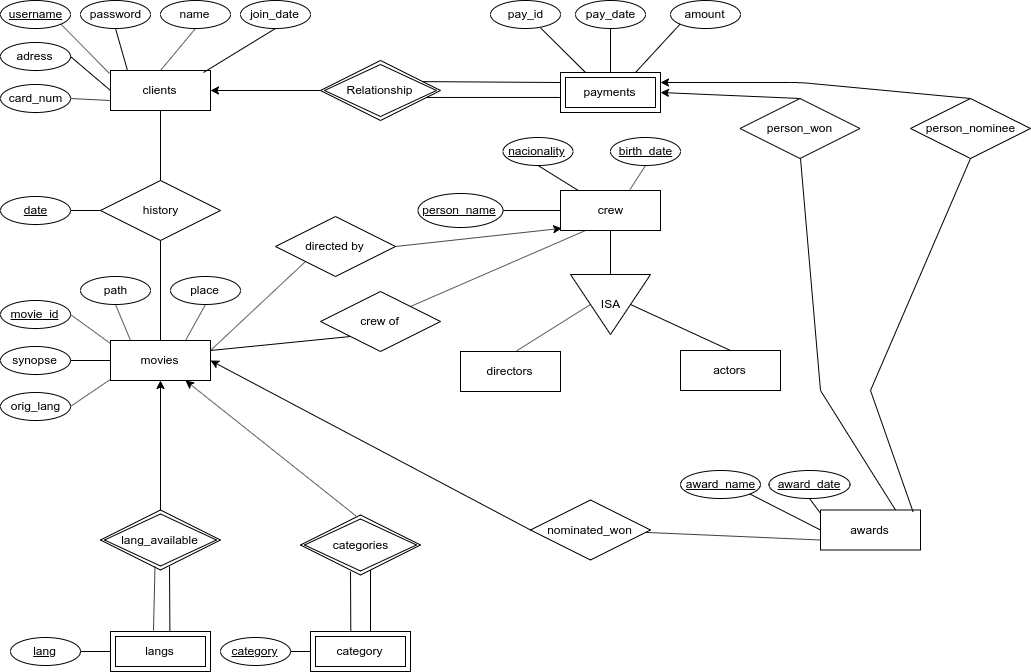 username
password
name
join_date
pay_id
pay_date
amount
adress
card_num
clients
Relationship
payments
person_won
person_nominee
nacionality
birth_date
person_name
crew
date
history
directed by
ISA
path
place
movie_id
crew of
synopse
movies
directors
actors
orig_lang
award_name
award_date
nominated_won
awards
lang_available
categories
lang
langs
category
category